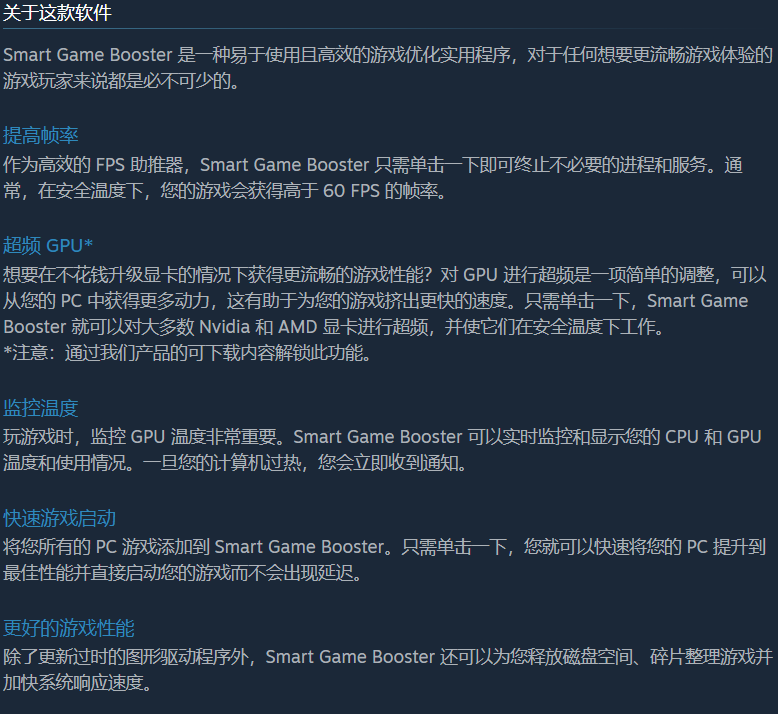 关于这款软件
Smart Game Booster 是一种易于使用且高效的游戏优化实用程序，对于任何想要更流畅游戏体验的
游戏玩家来说都是必不可少的。
提高帧率
作为高效的 FPS 助推器，Smart Game Booster 只需单击一下即可终止不必要的进程和服务。通
常，在安全温度下，您的游戏会获得高于 60 FPS 的帧率。
超频 GPU*
想要在不花钱升级显卡的情况下获得更流畅的游戏性能？对 GPU 进行超频是一项简单的调整，可以
从您的 PC 中获得更多动力，这有助于为您的游戏挤出更快的速度。只需单击一下，Smart Game
Booster 就可以对大多数 Nvidia 和 AMD 显卡进行超频，并使它们在安全温度下工作。
*注意：通过我们产品的可下载内容解锁此功能。
监控温度
玩游戏时，监控 GPU 温度非常重要。Smart Game Booster 可以实时监控和显示您的 CPU 和 GPU
温度和使用情况。一旦您的计算机过热，您会立即收到通知。
快速游戏启动
将您所有的 PC 游戏添加到 Smart Game Booster。只需单击一下，您就可以快速将您的 PC 提升到
最佳性能并直接启动您的游戏而不会出现延迟。
更好的游戏性能
除了更新过时的图形驱动程序外，Smart Game Booster 还可以为您释放磁盘空间、碎片整理游戏并
加快系统响应速度。